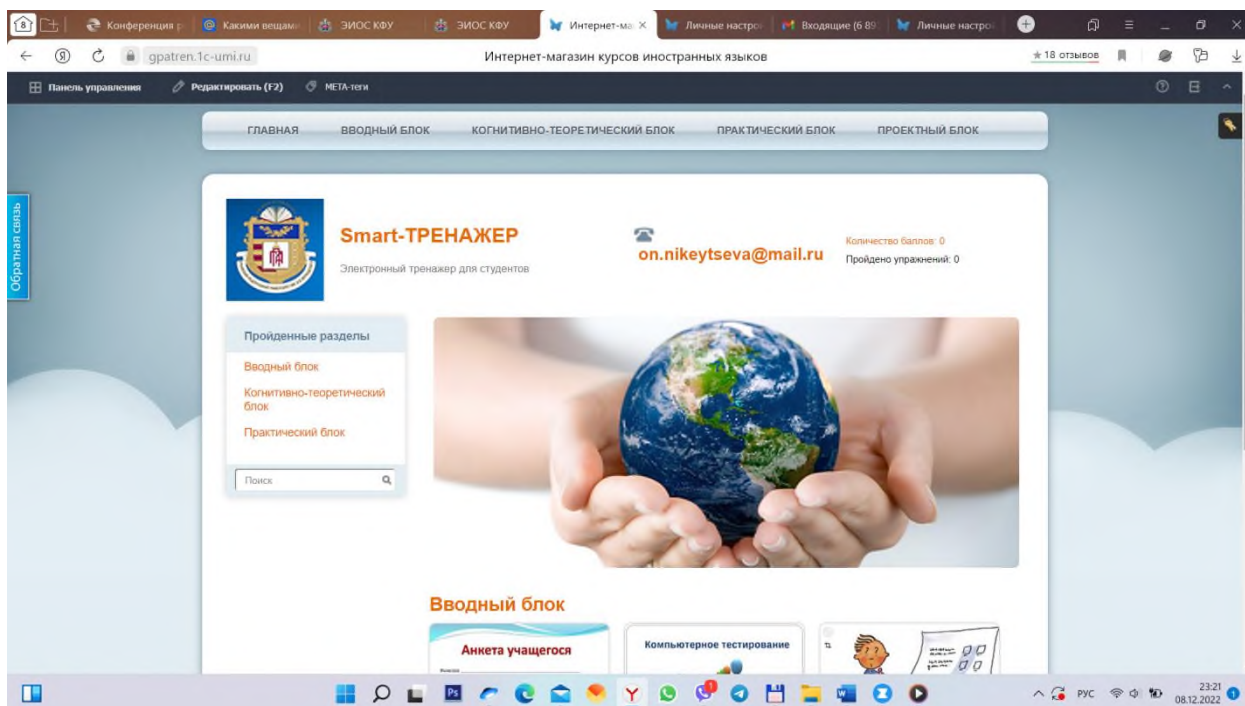 8
Конференция р
Какими вещами
ЭИОС КФУ
ЭИОС КФУ
Интернет-ма
Личные настро
Входящие (6 89
Личные настро
gpatren.1c-umi.ru
Интернет-магазин курсов иностранных языков
18 отзывов
Панель управления
Редактировать (F2)
META-теги
ГЛАВНАЯ
ВВОДНЫЙ БЛОК
КОГНИТИВНО-ТЕОРЕТИЧЕСКИЙ БЛОК
ПРАКТИЧЕСКИЙ БЛОК
ПРОЕКТНЫЙ БЛОК
Обратная связь
Smart-ТРЕНАЖЕР
Электронный тренажер для студентов
on.nikeytseva@mail.ru
Количество баллов: 0
Пройдено упражнений: 0
Пройденные разделы
Вводный блок
Когнитивно-теоретический
блок
Практический блок
Поиск
Вводный блок
Анкета учащегося
Компьютерное тестирование
Ps
РУС
23:21
08.12.2022
1